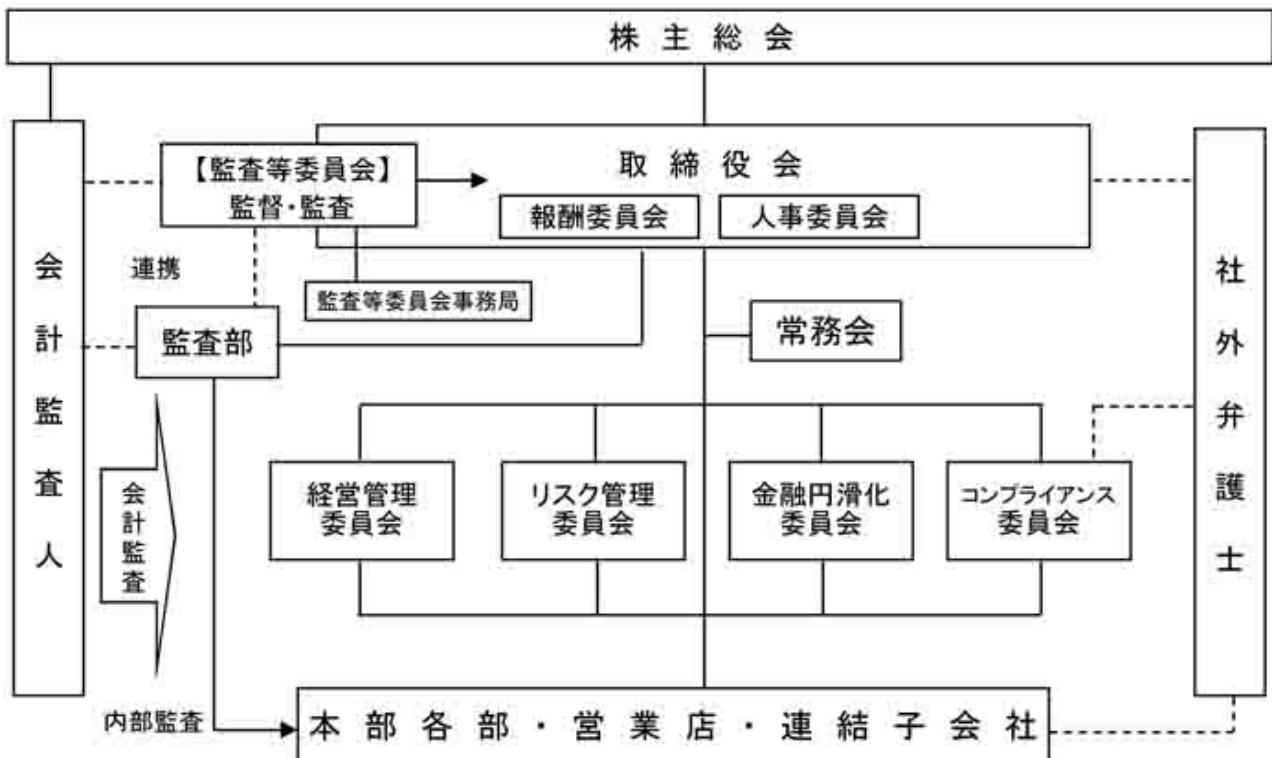 株主総会
【監査等委員会】
監督・監査
取締役会
報酬委員会
人事委員会
連携
監査等委員会事務局
監査部
常務会
会計監査人
社外弁護士
会計監査
経営管理
委員会
リスク管理
委員会
金融円滑化
委員会
コンプライアンス
委員会
内部監査
本部各部・営業店・連結子会社